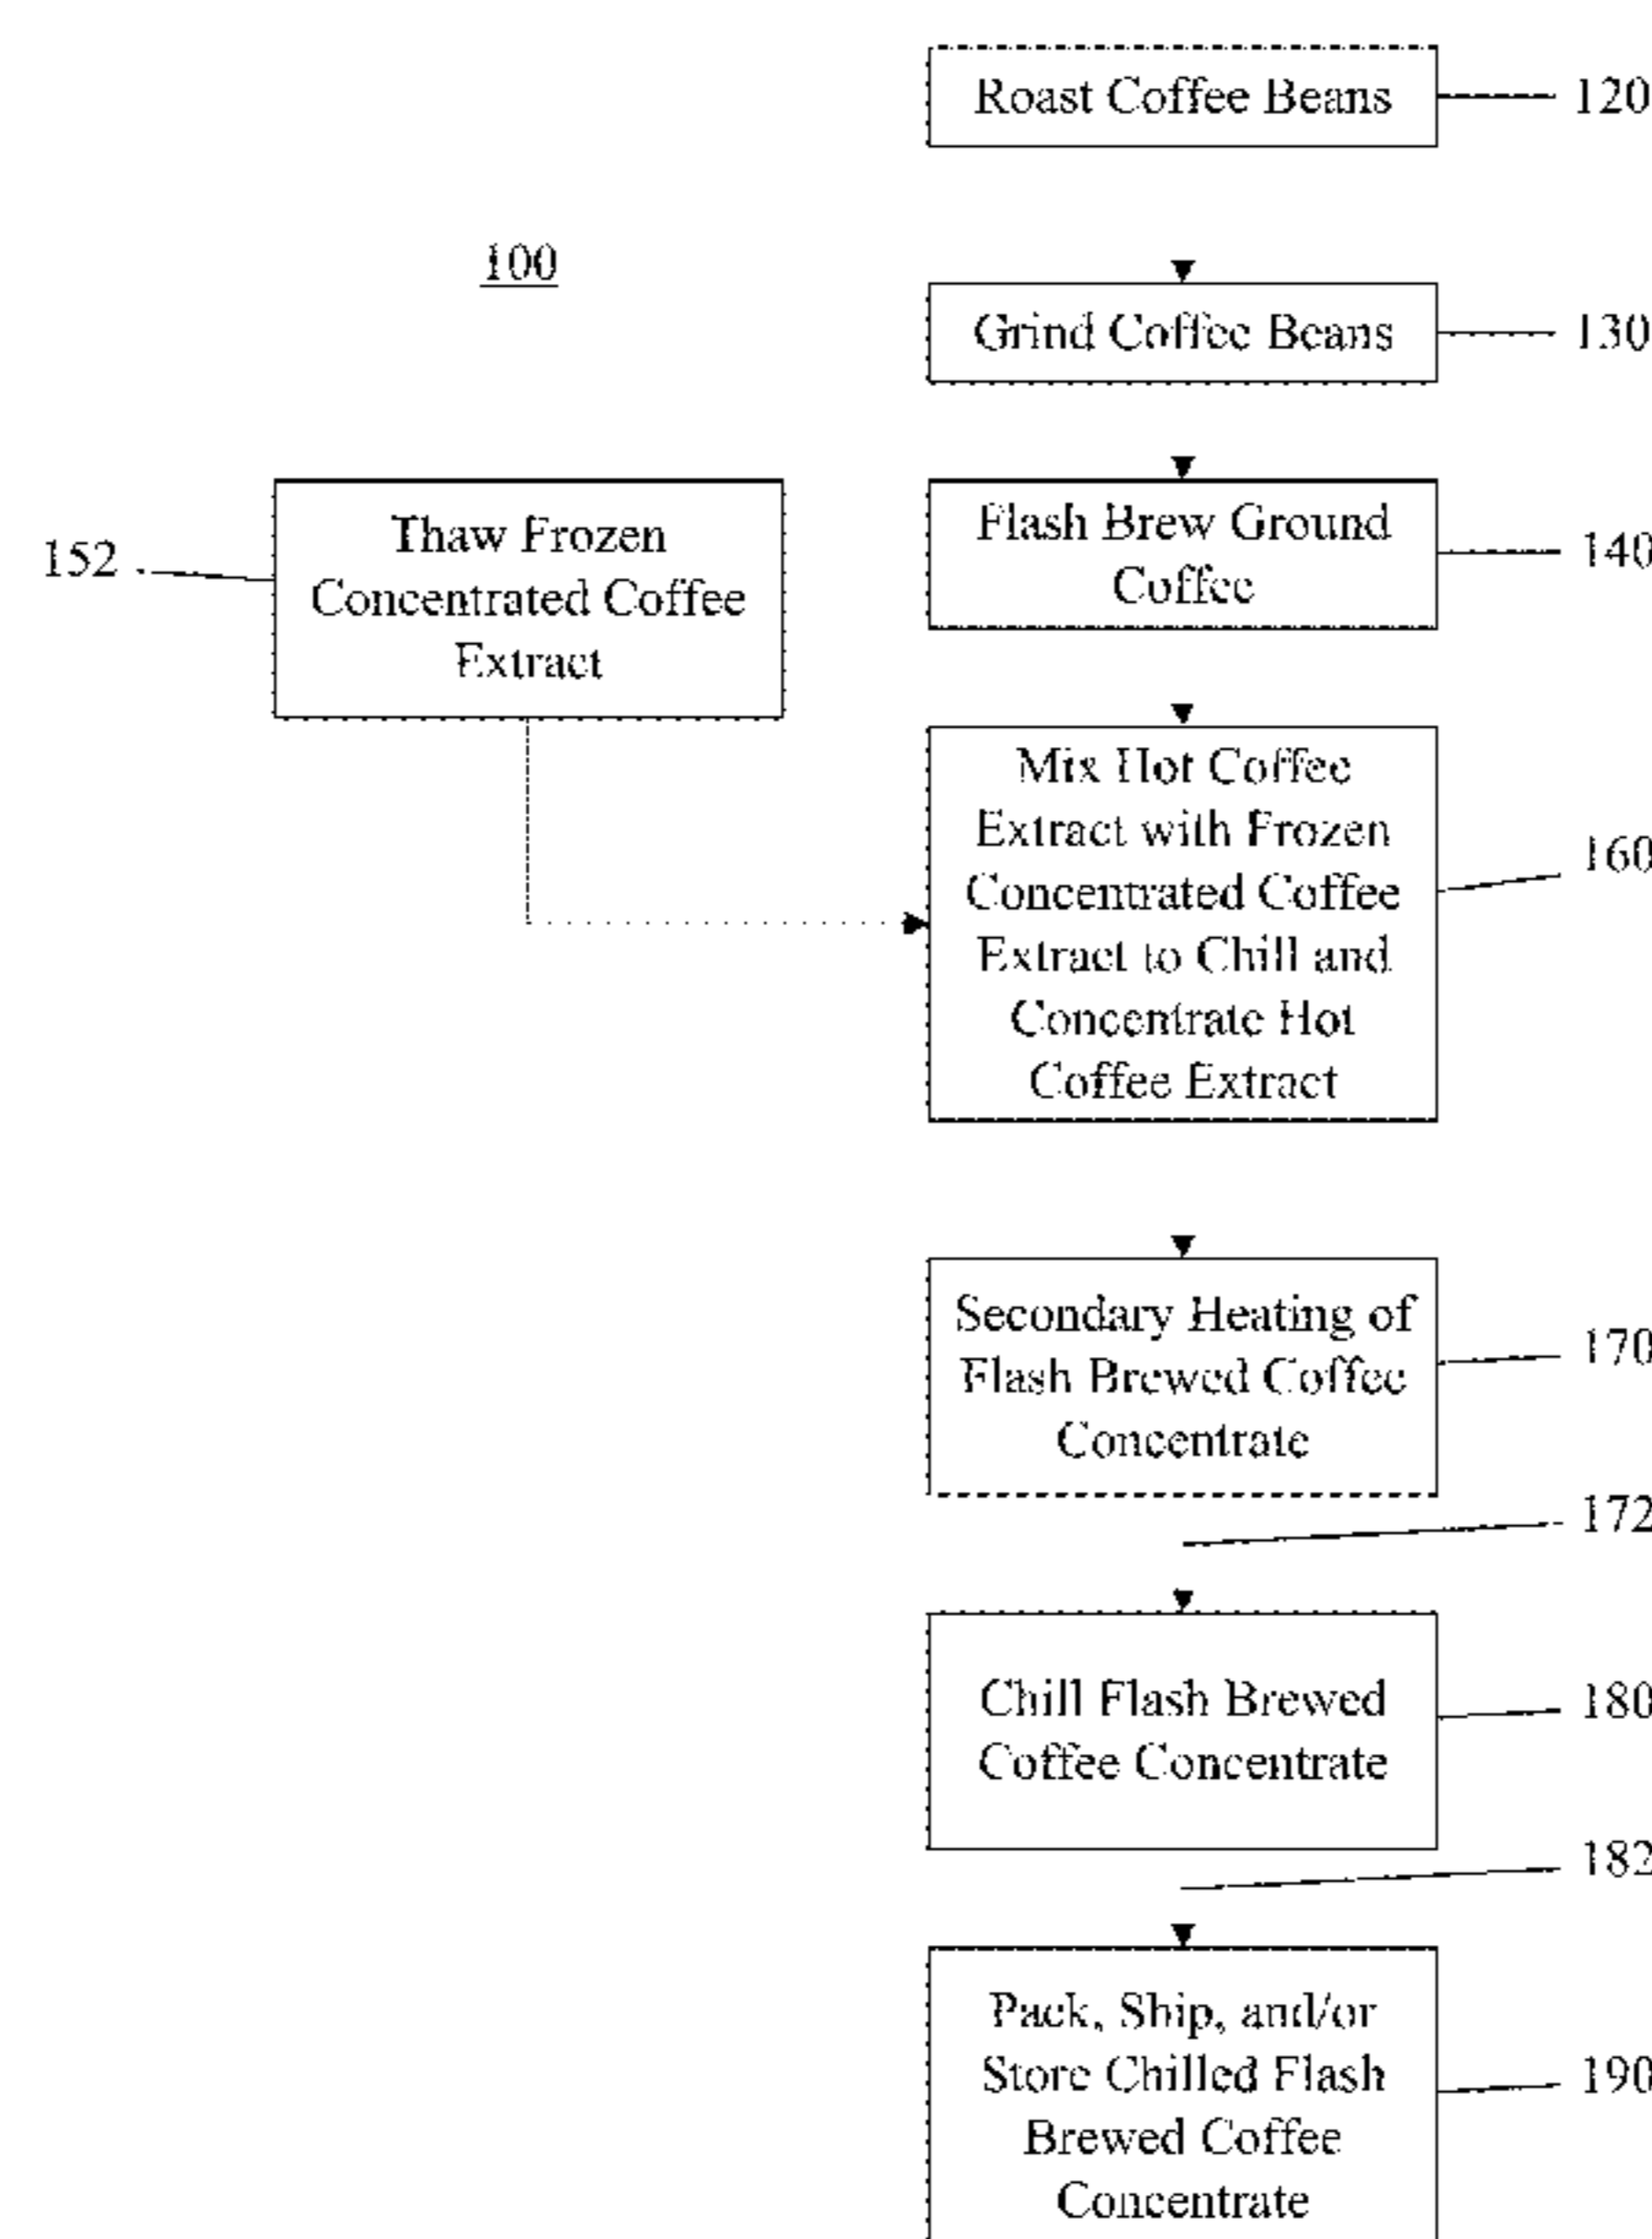 Roast Coffee Beans
120
100
Grind Coffee Beans
130
Flash Brew Ground
Coffee
140
152
Thaw Frozen
Concentrated Coffee
Extract
Mix Hot Coffee
Extract with Frozen
Concentrated Coffee
Extract to Chill and
Concentrate Hot
Coffee Extract
160
Secondary Heating of
Flash Brewed Coffee
Concentrate
170
172
Chill Flash Brewed
Coffee Concentrate
180
182
Pack, Ship, and/or
Store Chilled Flash
Brewed Coffee
Concentrate
190